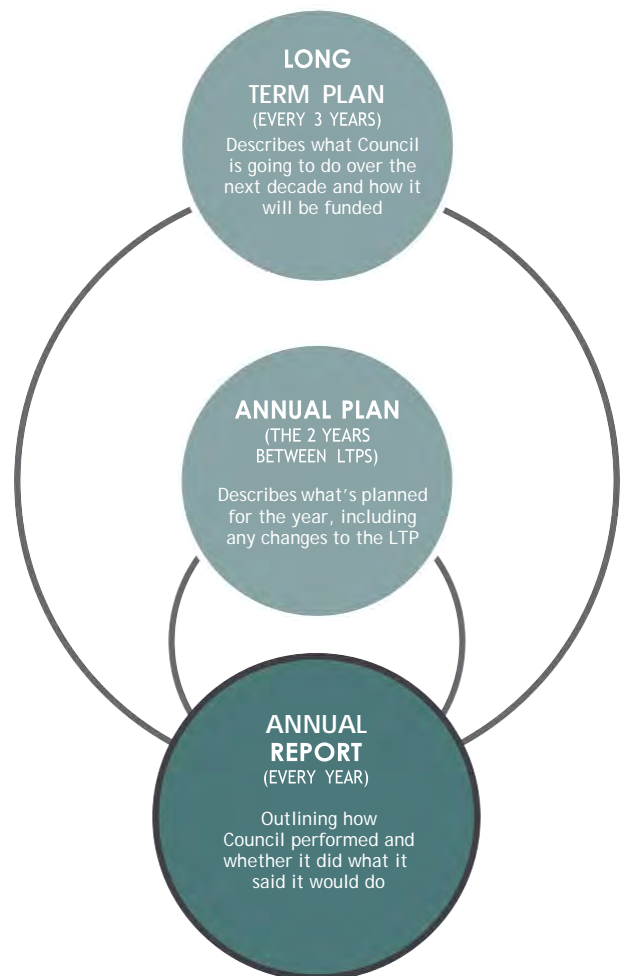 LONG
TERM PLAN
(EVERY 3 YEARS)
Describes what Council
is going to do over the
next decade and how it
will be funded
ANNUAL PLAN
(THE 2 YEARS
BETWEEN LTPS)
Describes what's planned
for the year, including
any changes to the LTP
ANNUAL
REPORT
(EVERY YEAR)
Outlining how
Council performed and
whether it did what it
said it would do